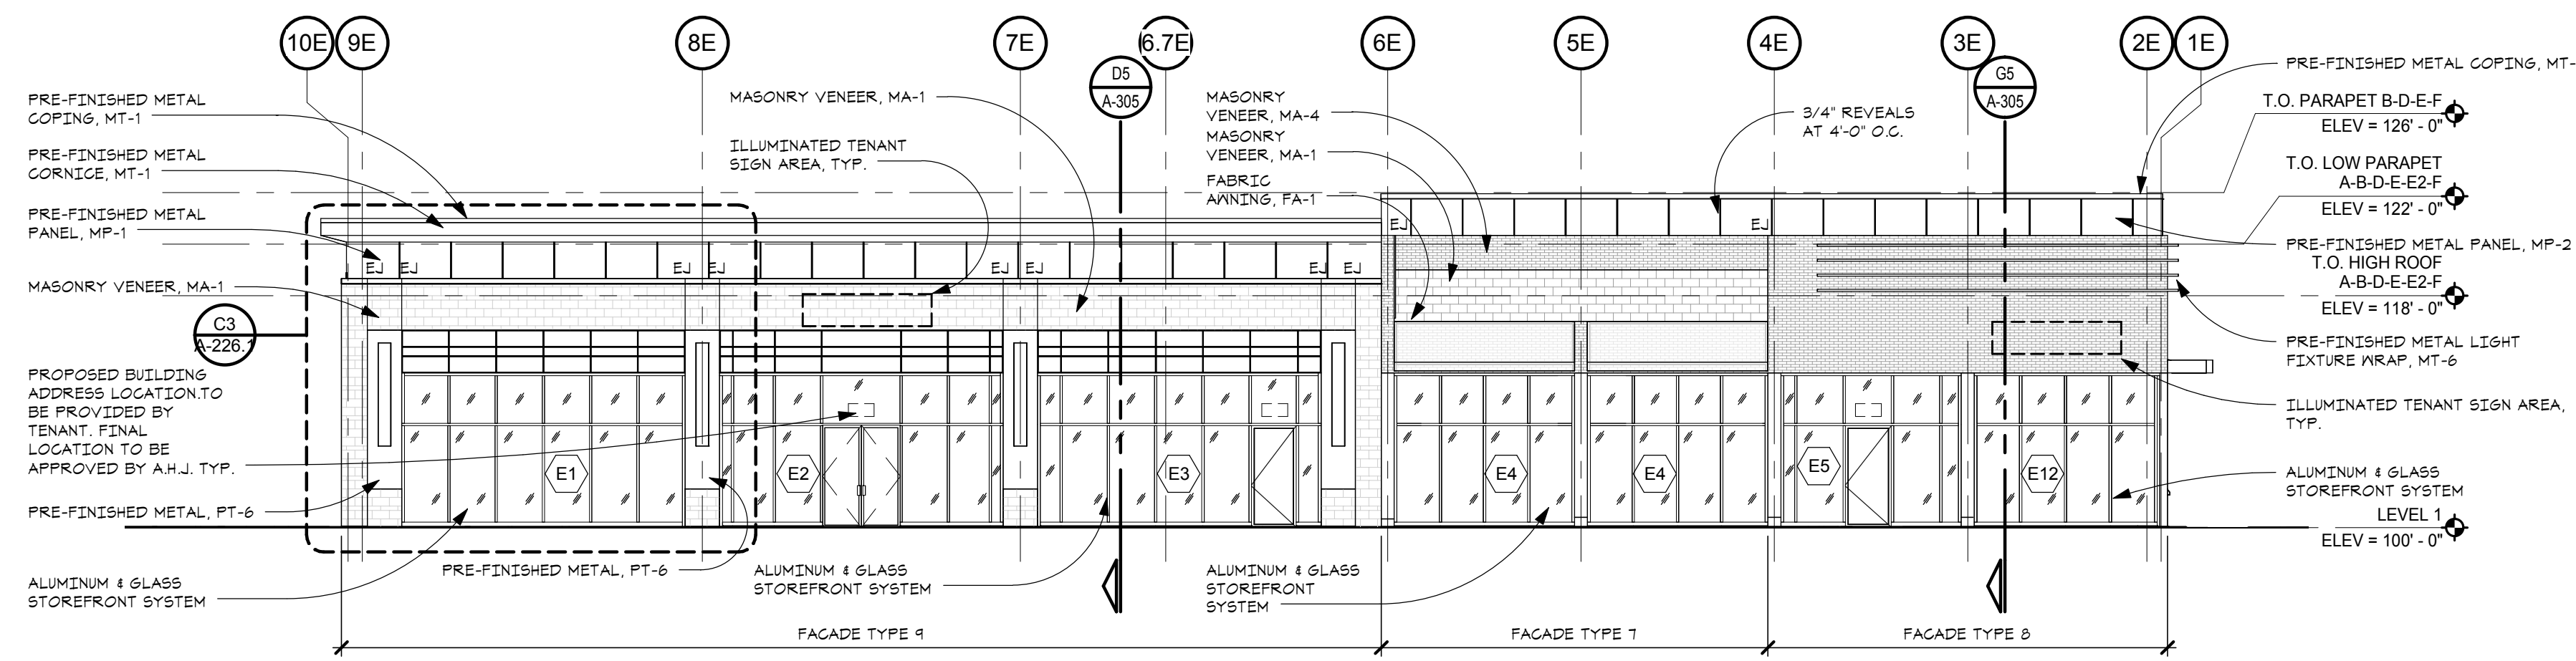 10E
9E
8E
7E
6.7E
6E
5E
4E
3E
2E
1E
D5
A-305
G5
A-305
C3
A-226.1
PRE-FINISHED METAL
COPING, MT-1
PRE-FINISHED METAL
CORNICE, MT-1
PRE-FINISHED METAL
PANEL, MP-1
MASONRY VENEER, MA-1
PROPOSED BUILDING
ADDRESS LOCATION.TO
BE PROVIDED BY
TENANT. FINAL
LOCATION TO BE
APPROVED BY A.H.J. TYP.
PRE-FINISHED METAL, PT-6
ALUMINUM & GLASS
STOREFRONT SYSTEM
MASONRY VENEER, MA-1
ILLUMINATED TENANT
SIGN AREA, TYP.
MASONRY
VENEER, MA-4
MASONRY
VENEER, MA-1
FABRIC
AWNING, FA-1
3/4" REVEALS
AT 4'-0" O.C.
EJ
EJ
EJ
EJ
EJ
EJ
EJ
EJ
EJ
EJ
E1
E2
E3
E4
E4
E5
E12
PRE-FINISHED METAL, PT-6
ALUMINUM & GLASS
STOREFRONT SYSTEM
ALUMINUM & GLASS
STOREFRONT
SYSTEM
PRE-FINISHED METAL COPING, MT-
T.O. PARAPET B-D-E-F
ELEV = 126' - 0"
T.O. LOW PARAPET
A-B-D-E-E2-F
ELEV = 122' - 0"
PRE-FINISHED METAL PANEL, MP-2
T.O. HIGH ROOF
A-B-D-E-E2-F
ELEV = 118' - 0"
PRE-FINISHED METAL LIGHT
FIXTURE WRAP, MT-6
ILLUMINATED TENANT SIGN AREA,
TYP.
ALUMINUM & GLASS
STOREFRONT SYSTEM
LEVEL 1
ELEV = 100' - 0"
FACADE TYPE 9
FACADE TYPE 7
FACADE TYPE 8